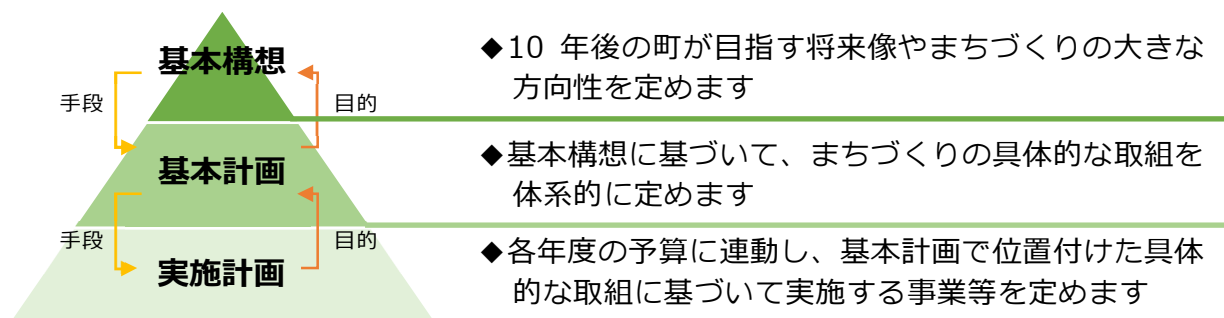 基本構想
手段
目的
◆10 年後の町が目指す将来像やまちづくりの大きな
方向性を定めます
基本計画
◆基本構想に基づいて、まちづくりの具体的な取組を
体系的に定めます
手段
目的
実施計画
◆各年度の予算に連動し、基本計画で位置付けた具体
的な取組に基づいて実施する事業等を定めます